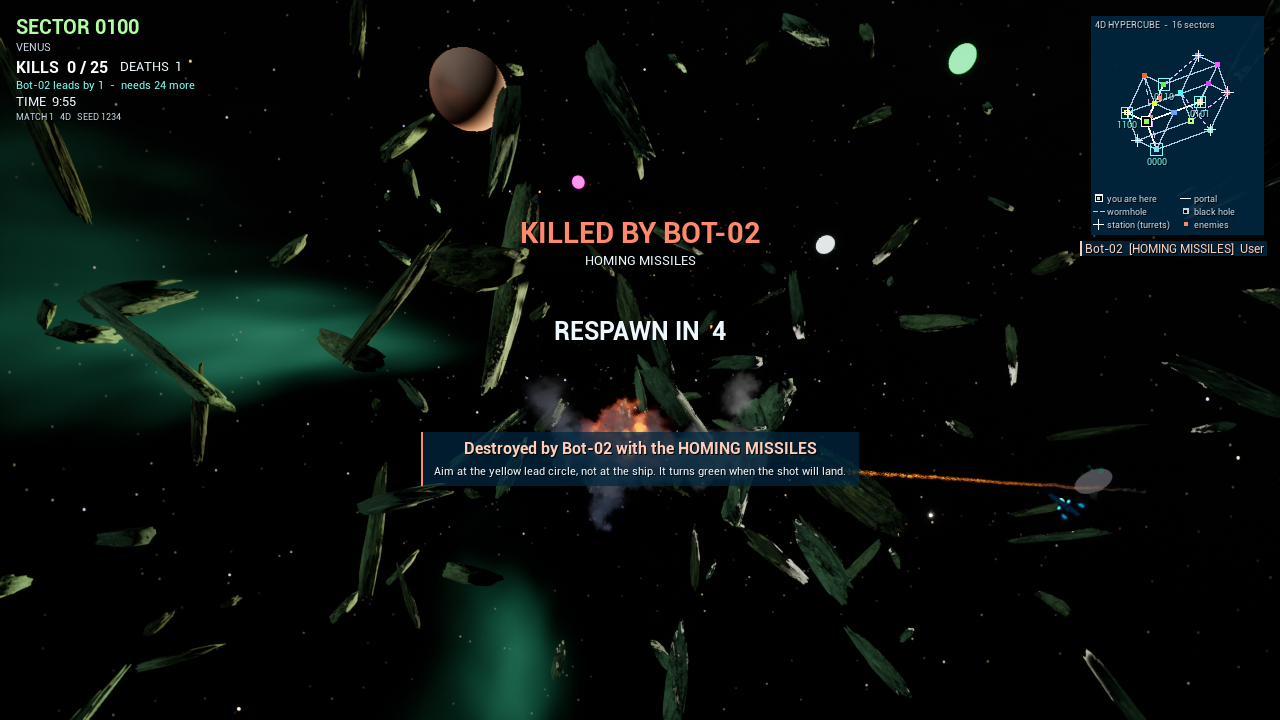 SECTOR 0100
VENUS
KILLS 0 / 25 DEATHS 1
Bot-02 leads by 1 - needs 24 more
TIME 9:55
MATCH 1 4D SEED 1234
4D HYPERCUBE - 16 sectors
1100
0000
you are here
portal
wormhole
black hole
station (turrets)
enemies
Bot-02 [HOMING MISSILES] User
KILLED BY BOT-02
HOMING MISSILES
RESPAWN IN 4
Destroyed by Bot-02 with the HOMING MISSILES
Aim at the yellow lead circle, not at the ship. It turns green when the shot will land.